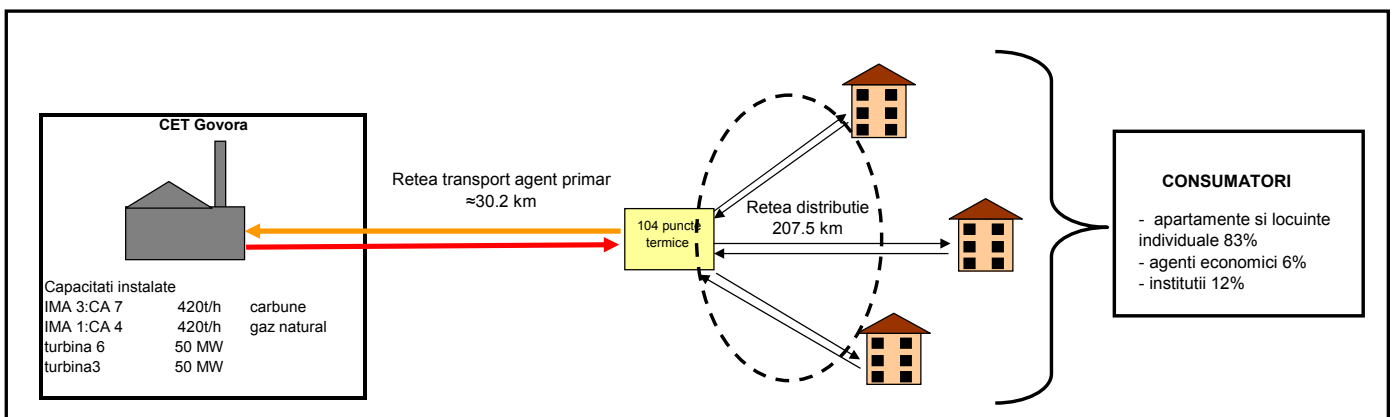 CET Govora
Capacitati instalate
IMA 3:CA 7 420t/h carbune
IMA 1:CA 4 420t/h gaz natural
turbina 6 50 MW
turbina3 50 MW
Retea transport agent primar
≈30.2 km
104 puncte
termice
Retea distributie
207.5 km
CONSUMATORI
- apartamente si locuinte
individuale 83%
- agenti economici 6%
- institutii 12%